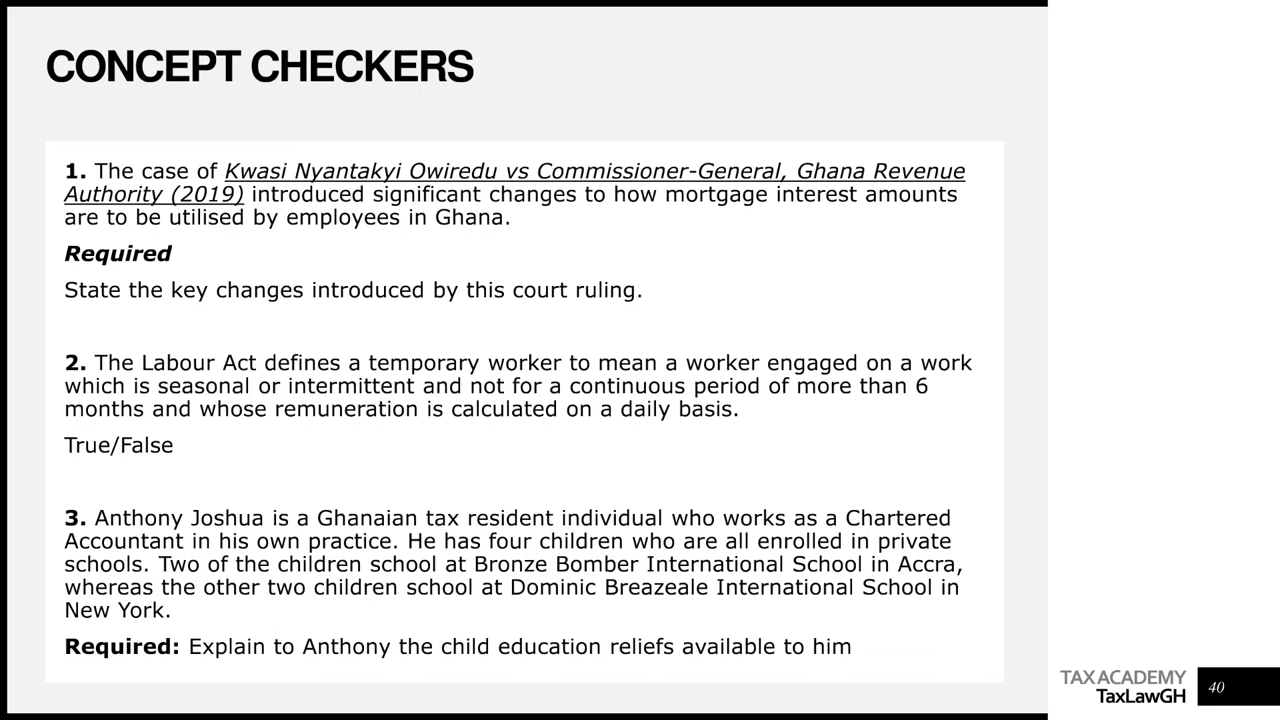 CONCEPT CHECKERS
1. The case of Kwasi Nyantakyi Owiredu vs Commissioner-General, Ghana Revenue
Authority (2019) introduced significant changes to how mortgage interest amounts
are to be utilised by employees in Ghana.
Required
State the key changes introduced by this court ruling.
2. The Labour Act defines a temporary worker to mean a worker engaged on a work
which is seasonal or intermittent and not for a continuous period of more than 6
months and whose remuneration is calculated on a daily basis.
True/False
3. Anthony Joshua is a Ghanaian tax resident individual who works as a Chartered
Accountant in his own practice. He has four children who are all enrolled in private
schools. Two of the children school at Bronze Bomber International School in Accra,
whereas the other two children school at Dominic Breazeale International School in
New York.
Required: Explain to Anthony the child education reliefs available to him
TAX ACADEMY
TaxLawGH
40